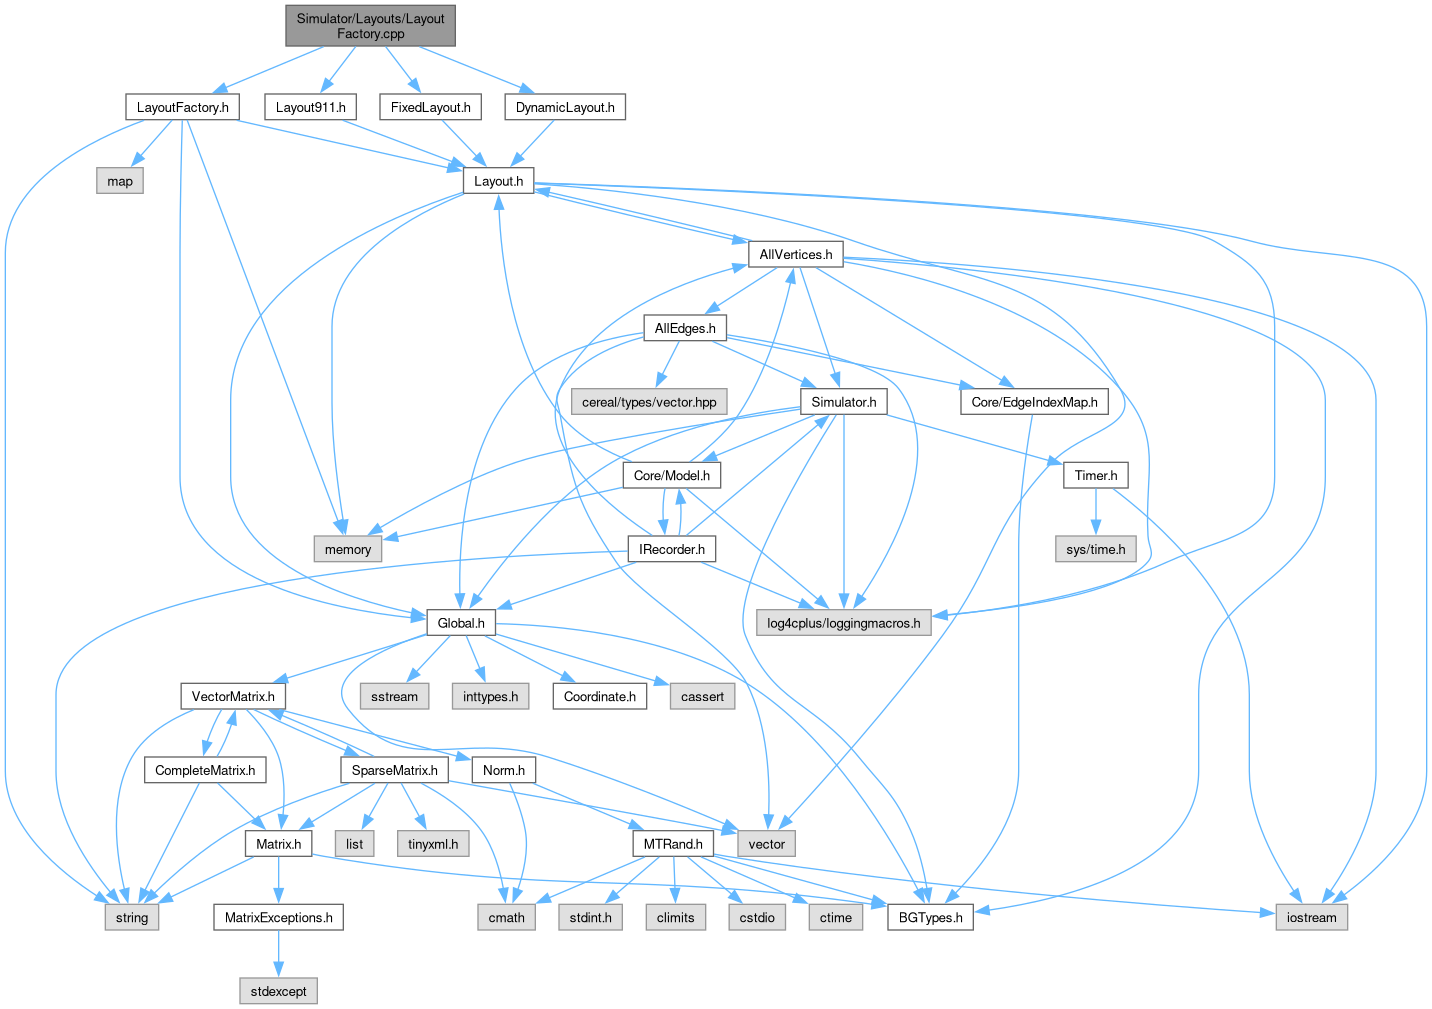 Simulator/Layouts/Layout
Factory.cpp
LayoutFactory.h
Layout911.h
FixedLayout.h
DynamicLayout.h
map
Layout.h
AllVertices.h
AllEdges.h
cereal/types/vector.hpp
Simulator.h
Core/EdgeIndexMap.h
Core/Model.h
Timer.h
memory
IRecorder.h
sys/time.h
Global.h
log4cplus/loggingmacros.h
VectorMatrix.h
sstream
inttypes.h
Coordinate.h
cassert
CompleteMatrix.h
SparseMatrix.h
Norm.h
Matrix.h
list
tinyxml.h
MTRand.h
vector
string
MatrixExceptions.h
cmath
stdint.h
climits
cstdio
ctime
BGTypes.h
iostream
stdexcept